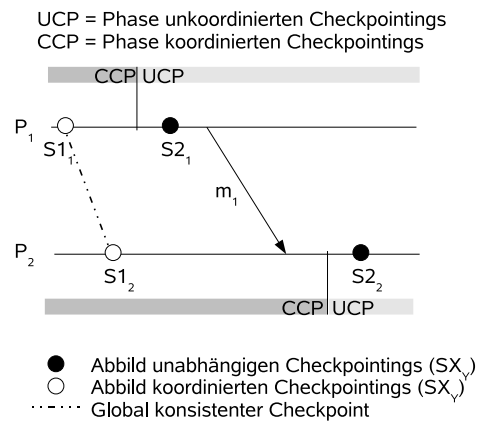 UCP = Phase unkoordinierten Checkpointings
CCP = Phase koordinierten Checkpointings
CCP UCP
P1
S11 S21
m1
P2
S12 S22
CCP UCP
Abbild unabhängigen Checkpointings (SXY)
Abbild koordinierten Checkpointings (SXY)
Global konsistenter Checkpoint